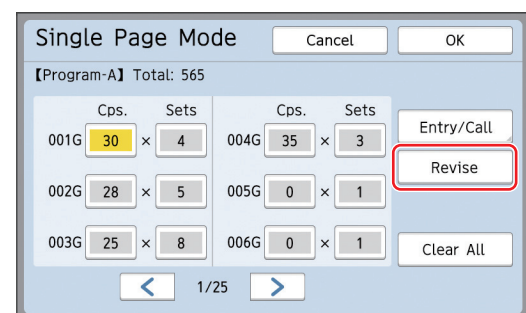 Single Page Mode Cancel OK
【Program-A】 Total: 565
Cps. Sets Cps. Sets
001G 30 × 4 004G 35 × 3 Entry/Call
Revise
002G 28 × 5 005G 0 × 1
003G 25 × 8 006G 0 × 1 Clear All
< 1/25 >